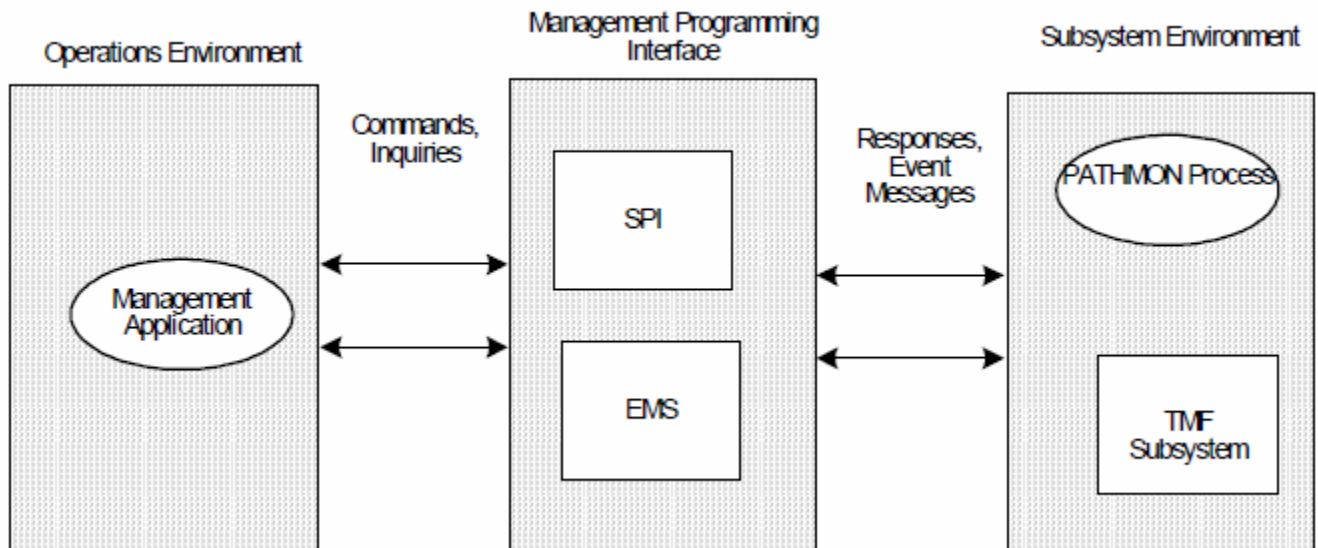 Operations Environment
Management Programming
Interface
Subsystem Environment
Commands,
Inquiries
Responses,
Event
Messages
Management
Application
SPI
EMS
PATHMON Process
TMF
Subsystem